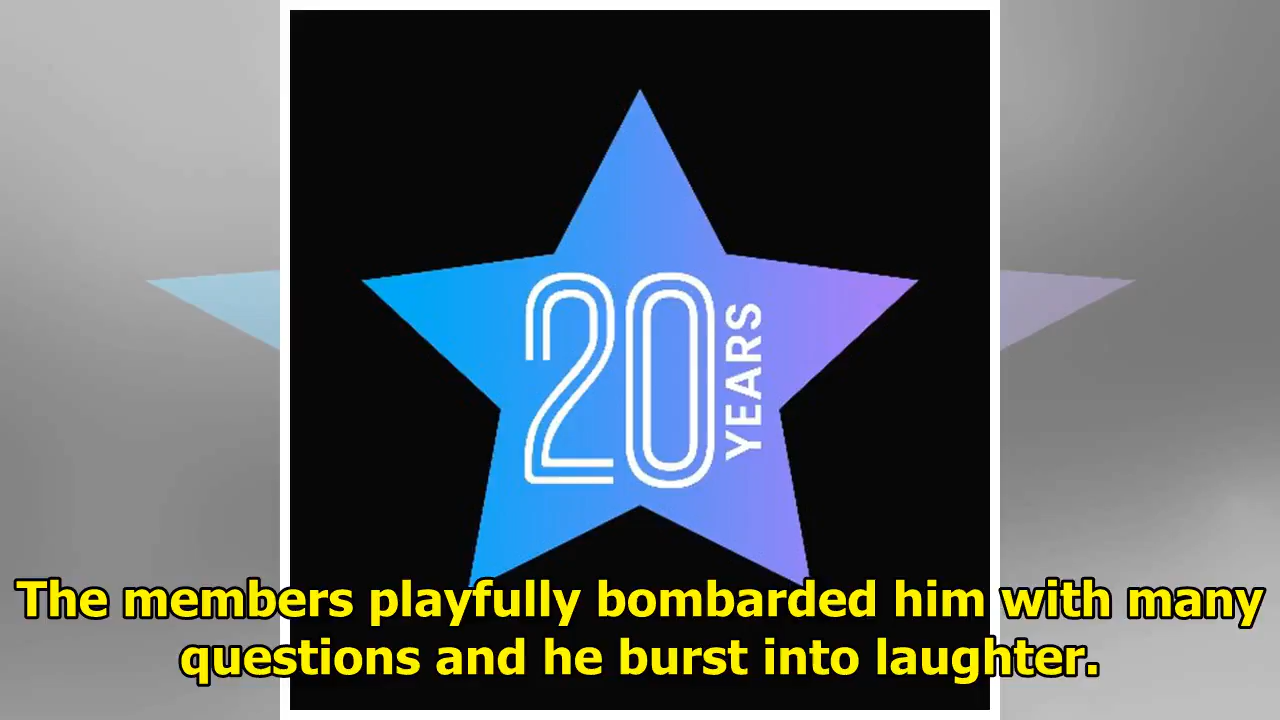 20
YEARS
The members playfully bombarded him with many
questions and he burst into laughter.